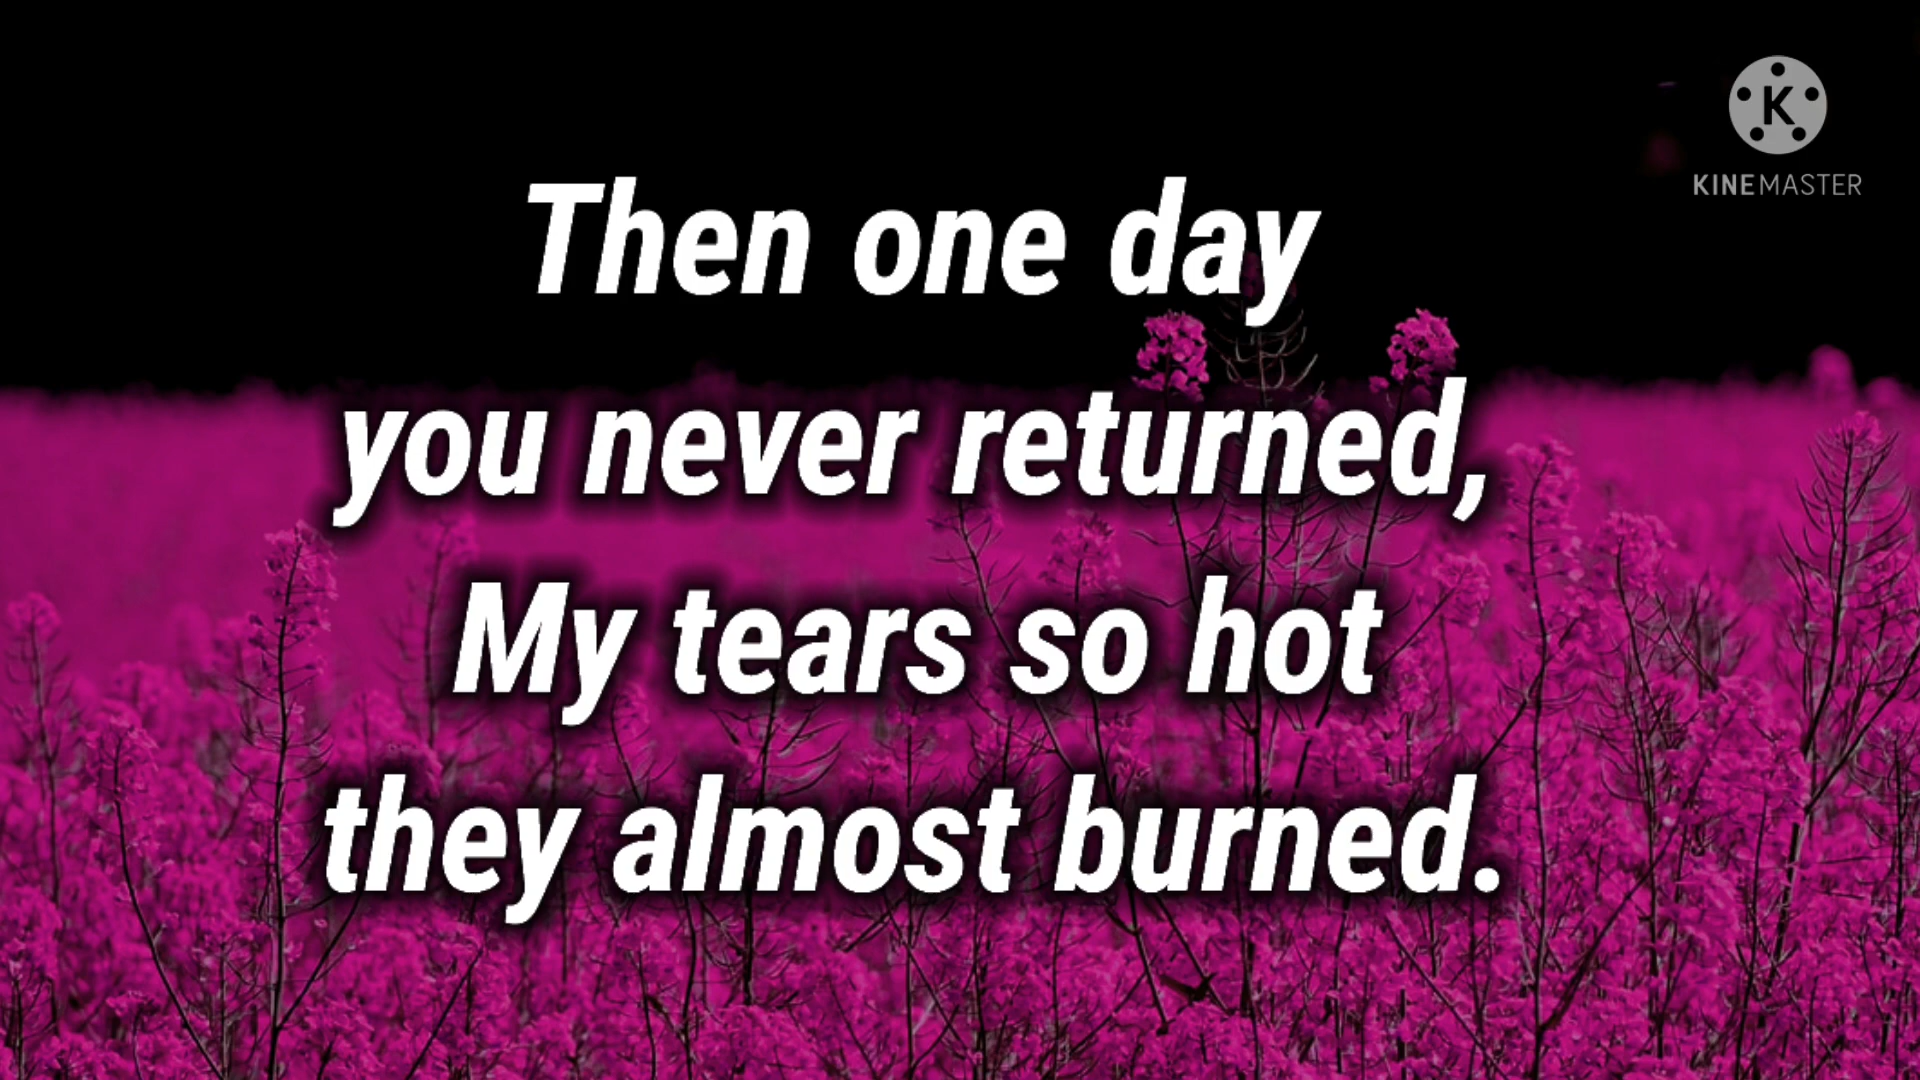 K
KINEMASTER
Then one day
you never returned,
My tears so hot
they almost burned.